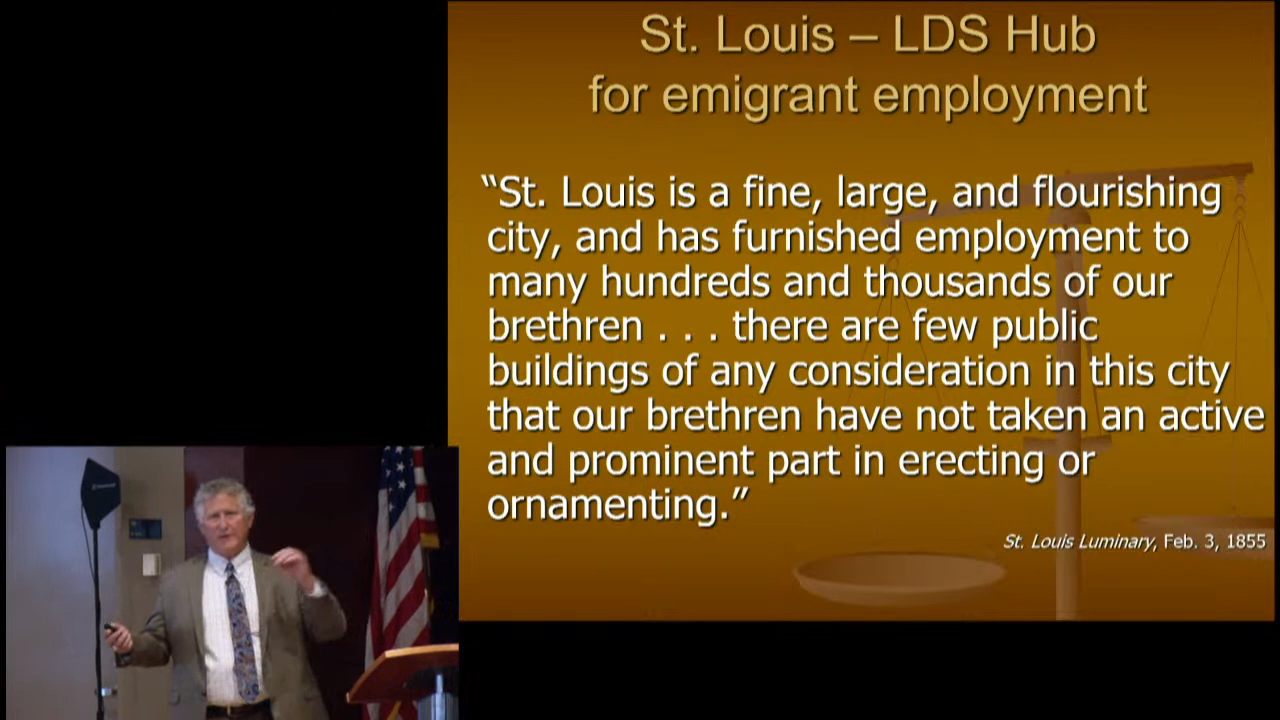 St. Louis – LDS Hub
for emigrant employment
“St. Louis is a fine, large, and flourishing
city, and has furnished employment to
many hundreds and thousands of our
brethren . . . there are few public
buildings of any consideration in this city
that our brethren have not taken an active
and prominent part in erecting or
ornamenting.”
St. Louis Luminary, Feb. 3, 1855